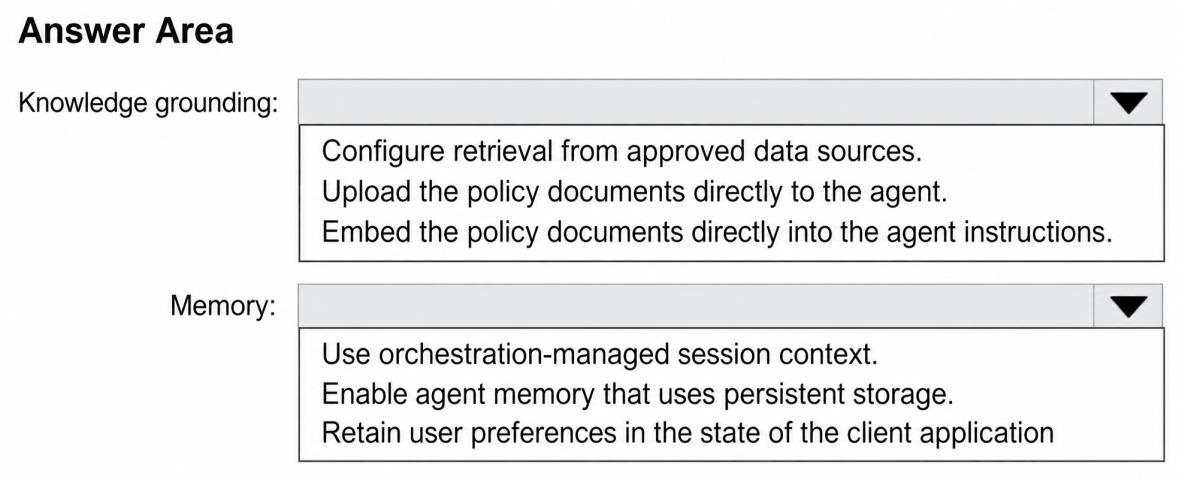 Answer Area
Knowledge grounding:
Configure retrieval from approved data sources.
Upload the policy documents directly to the agent.
Embed the policy documents directly into the agent instructions.
Memory:
Use orchestration-managed session context.
Enable agent memory that uses persistent storage.
Retain user preferences in the state of the client application